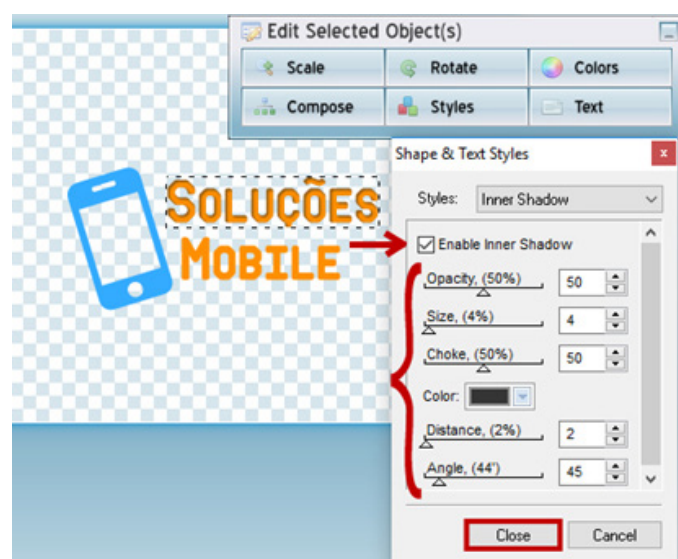 Edit Selected Object(s)
Scale Rotate Colors
Compose Styles Text
Shape & Text Styles x
Styles: Inner Shadow
Enable Inner Shadow
Opacity, (50%) 50
Size, (4%) 4
Choke, (50%) 50
Color:
Distance, (2%) 2
Angle, (44') 45
Close Cancel
SOLUÇÕES
MOBILE